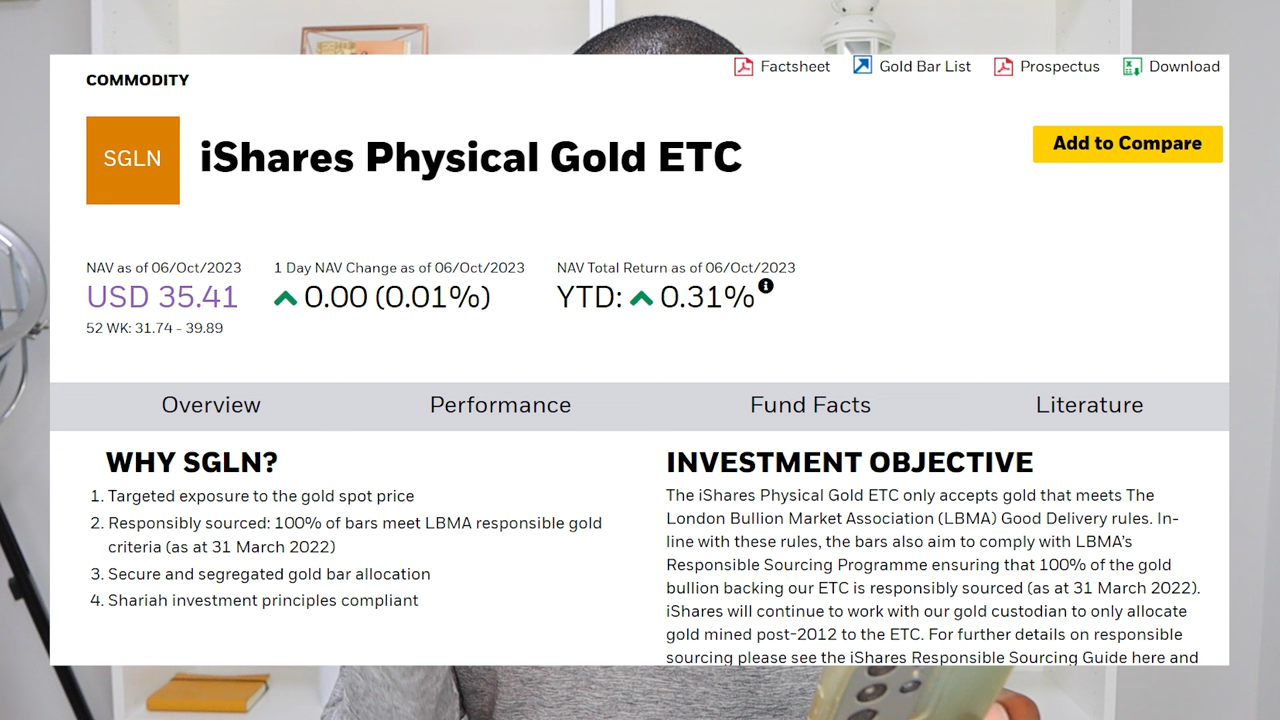 COMMODITY
Factsheet
Gold Bar List
Prospectus
Download
SGLN
iShares Physical Gold ETC
Add to Compare
NAV as of 06/Oct/2023
USD 35.41
52 WK: 31.74 - 39.89
1 Day NAV Change as of 06/Oct/2023
0.00 (0.01%)
NAV Total Return as of 06/Oct/2023
YTD: 0.31%
Overview
Performance
Fund Facts
Literature
WHY SGLN?
1. Targeted exposure to the gold spot price
2. Responsibly sourced: 100% of bars meet LBMA responsible gold
criteria (as at 31 March 2022)
3. Secure and segregated gold bar allocation
4. Shariah investment principles compliant
INVESTMENT OBJECTIVE
The iShares Physical Gold ETC only accepts gold that meets The
London Bullion Market Association (LBMA) Good Delivery rules. In-
line with these rules, the bars also aim to comply with LBMA's
Responsible Sourcing Programme ensuring that 100% of the gold
bullion backing our ETC is responsibly sourced (as at 31 March 2022).
iShares will continue to work with our gold custodian to only allocate
gold mined post-2012 to the ETC. For further details on responsible
sourcing please see the iShares Responsible Sourcing Guide here and